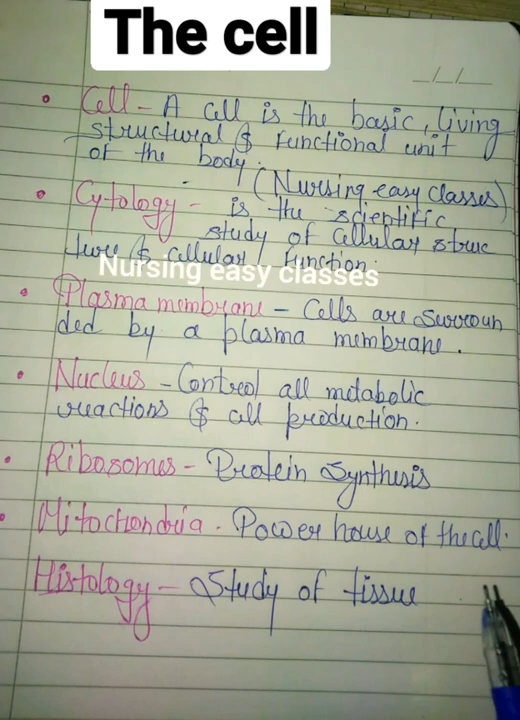 The cell
Cell - A cell is the basic, living
structural & functional unit
of the body.
(Nursing easy classes)
Cytology - is the scientific
study of cellular struc
ture & cellular function.
Nursing easy classes
Plasma membrane - Cells are surroun
ded by a plasma membrane.
Nucleus - Control all metabolic
reactions & cell production.
Ribosomes - Protein Synthesis
Mitochondria - Power house of the cell.
Histology - Study of tissue